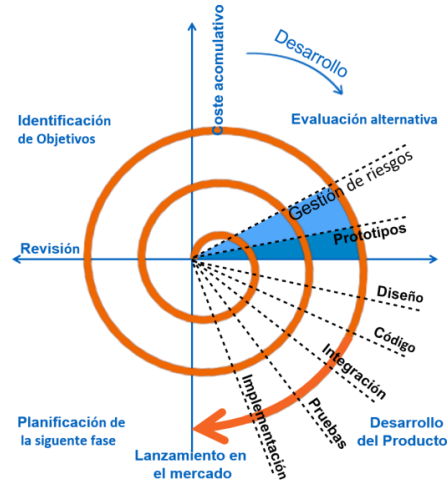 Coste acomulativo
Desarrollo
Identificación
de Objetivos
Evaluación alternativa
Gestión de riesgos
Prototipos
Revisión
Diseño
Código
Integración
Pruebas
Implementación
Planificación de
la siguente fase
Lanzamiento en
el mercado
Desarrollo
del Producto